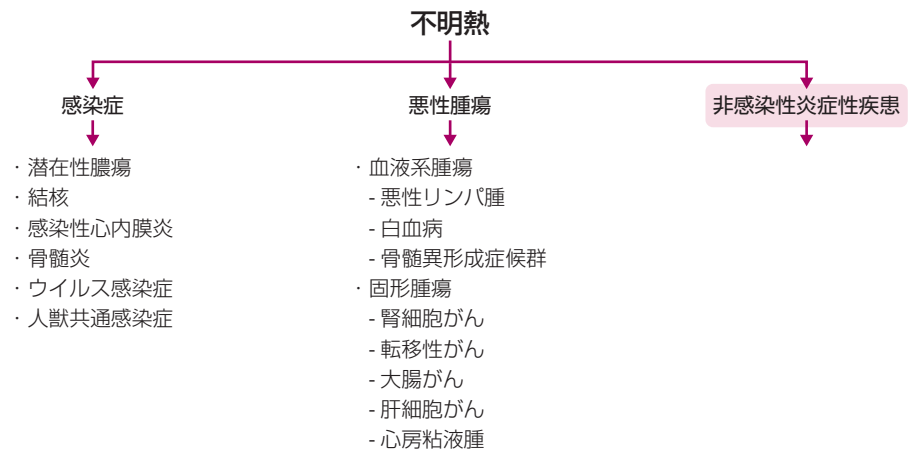 不明熱
感染症
・潜在性膿瘍
・結核
・感染性心内膜炎
・骨髄炎
・ウイルス感染症
・人獣共通感染症
悪性腫瘍
・血液系腫瘍
- 悪性リンパ腫
- 白血病
- 骨髄異形成症候群
・固形腫瘍
- 腎細胞がん
- 転移性がん
- 大腸がん
- 肝細胞がん
- 心房粘液腫
非感染性炎症性疾患